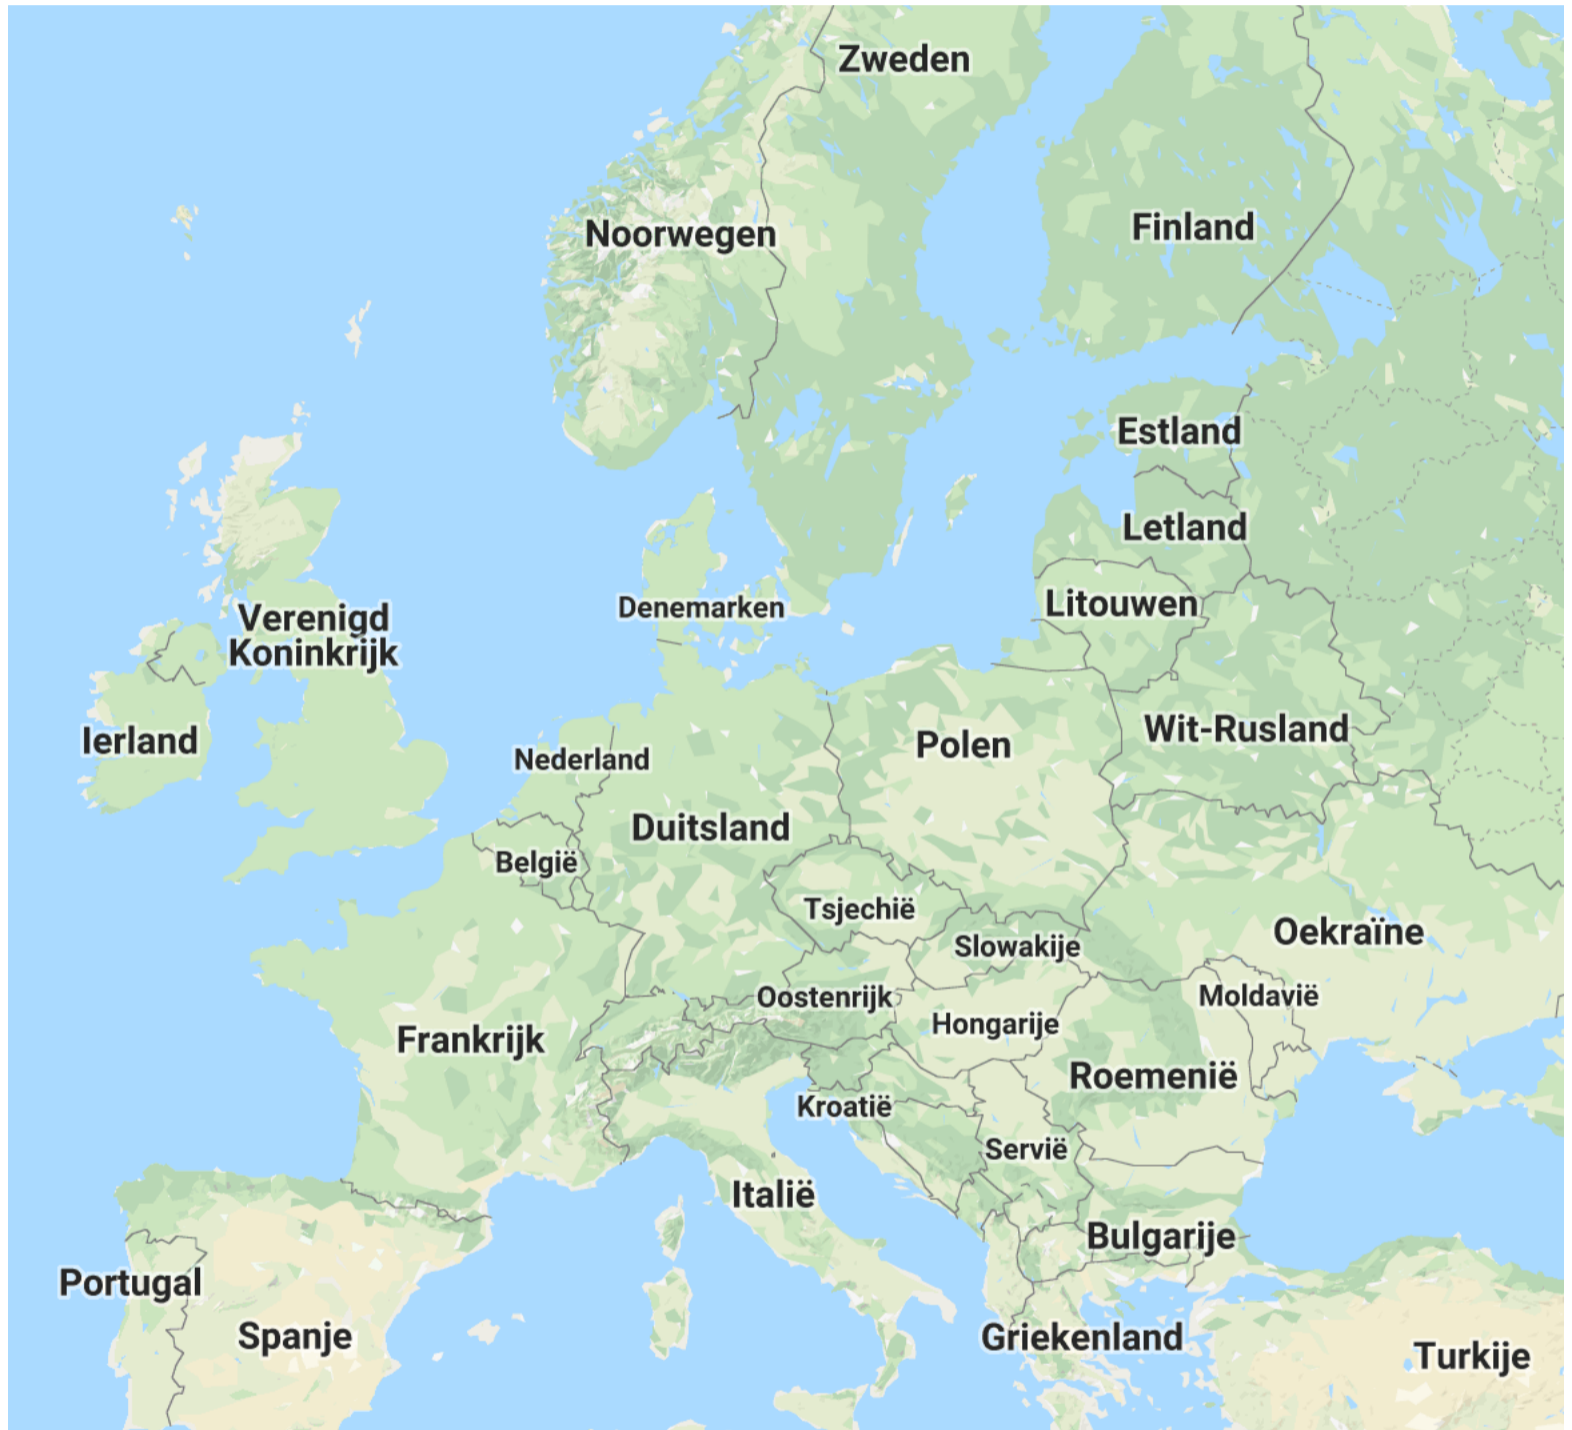 Zweden
Noorwegen
Finland
Estland
Letland
Litouwen
Denemarken
Verenigd
Koninkrijk
Ierland
Nederland
Polen
Wit-Rusland
Duitsland
België
Tsjechië
Slowakije
Oekraïne
Oostenrijk
Moldavië
Hongarije
Frankrijk
Roemenië
Kroatië
Servië
Italië
Bulgarije
Portugal
Spanje
Griekenland
Turkije